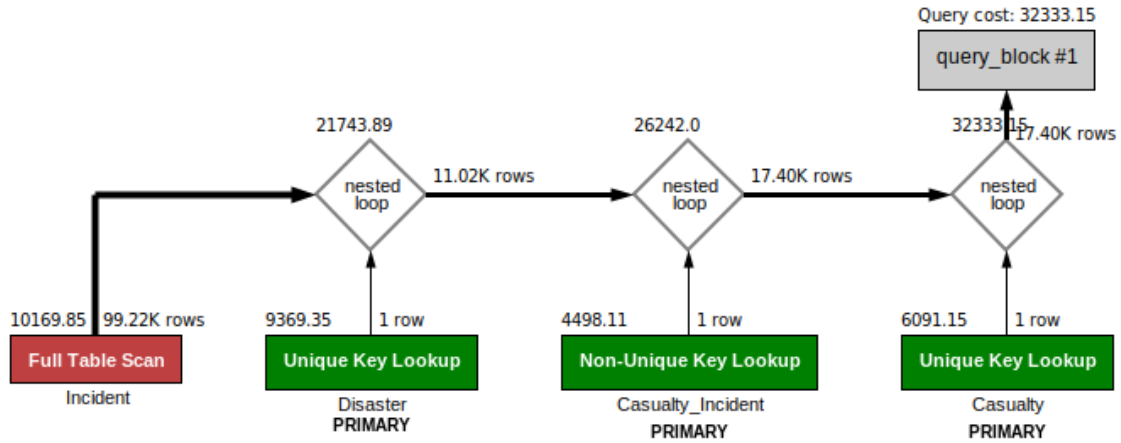 Query cost: 32333.15
query_block #1
21743.89
26242.0
32333.15
17.40K rows
nested
loop
11.02K rows
nested
loop
17.40K rows
nested
loop
10169.85
99.22K rows
9369.35
1 row
4498.11
1 row
6091.15
1 row
Full Table Scan
Unique Key Lookup
Non-Unique Key Lookup
Unique Key Lookup
Incident
Disaster
PRIMARY
Casualty_Incident
PRIMARY
Casualty
PRIMARY